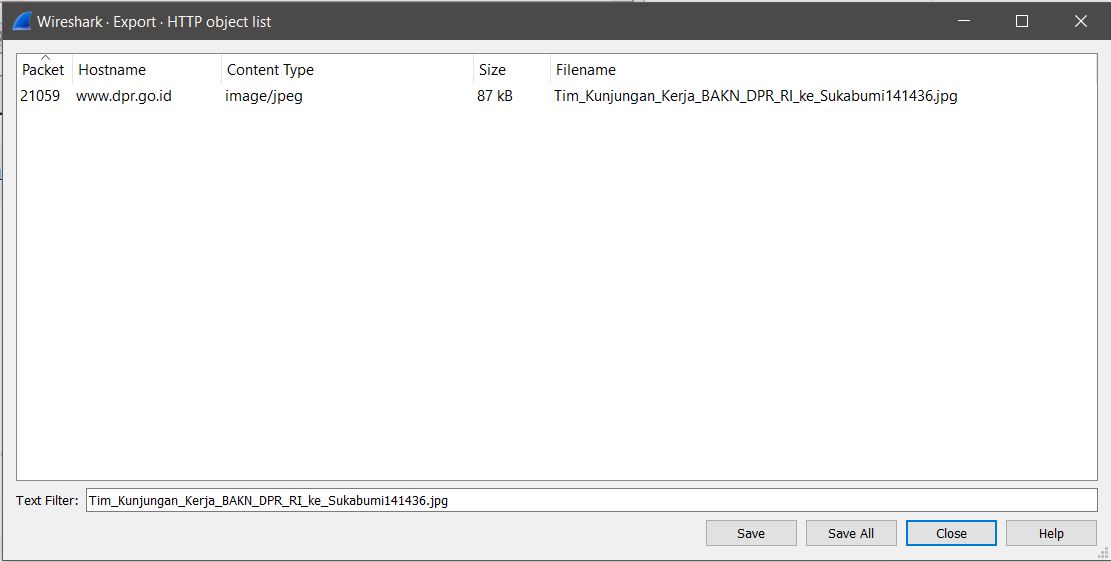 Wireshark · Export · HTTP object list
Packet Hostname Content Type Size Filename
21059 www.dpr.go.id image/jpeg 87 kB Tim_Kunjungan_Kerja_BAKN_DPR_RI_ke_Sukabumi141436.jpg
Text Filter: Tim_Kunjungan_Kerja_BAKN_DPR_RI_ke_Sukabumi141436.jpg
Save Save All Close Help